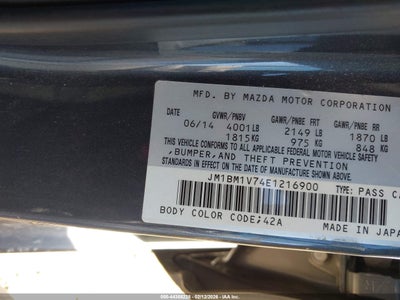 MFD. BY MAZDA MOTOR CORPORATION
GVWR/PNBV GAWR/PNBE FRT GAWR/PNBE RR
06/14 4001LB 2149 LB 1870 LB
1815KG 975 KG 848 KG
THIS VEHICLE CONFORMS TO ALL APPLICABLE FEDERAL MOTOR VEHICLE SAFETY
,BUMPER,AND THEFT PREVENTION
STANDARDS IN EFFECT ON THE DATE OF MANUFACTURE SHOWN ABOVE.
JM1BM1V74E1216900 TYPE: PASS
BODY COLOR CODE;42A MADE IN JAPA